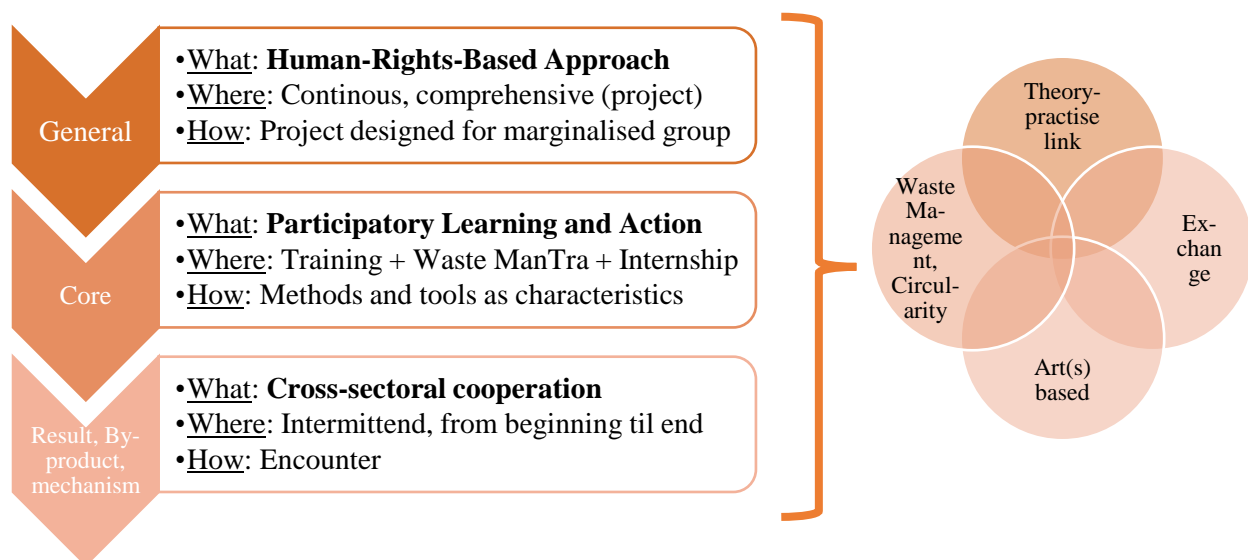 General
•What: Human-Rights-Based Approach
•Where: Continous, comprehensive (project)
•How: Project designed for marginalised group
Core
•What: Participatory Learning and Action
•Where: Training + Waste ManTra + Internship
•How: Methods and tools as characteristics
Result, By-
product,
mechanism
•What: Cross-sectoral cooperation
•Where: Intermittend, from beginning til end
•How: Encounter
Theory-
practise
link
Waste
Ma-
nageme
nt,
Circul-
arity
Ex-
chan
ge
Art(s)
based